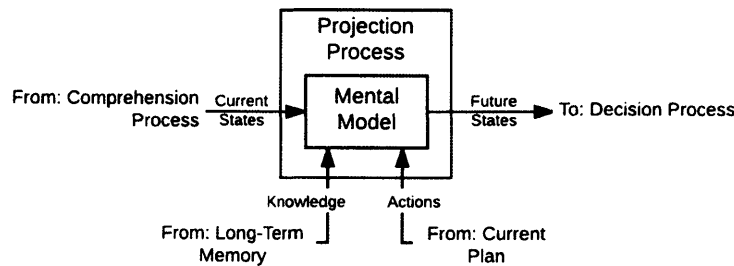 Projection
Process
From: Comprehension
Process
Current
States
Mental
Model
Future
States
To: Decision Process
Knowledge
Actions
From: Long-Term
Memory
From: Current
Plan